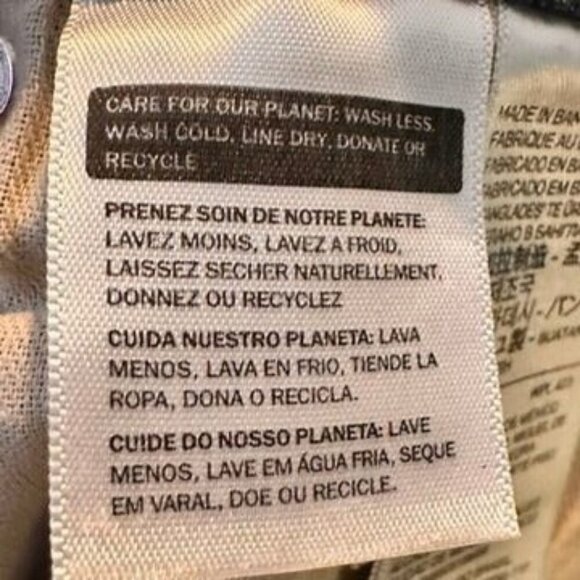 CARE FOR OUR PLANET: WASH LESS,
WASH COLD, LINE DRY, DONATE OR
RECYCLE
PRENEZ SOIN DE NOTRE PLANETE:
LAVEZ MOINS, LAVEZ A FROID,
LAISSEZ SECHER NATURELLEMENT,
DONNEZ OU RECYCLEZ
CUIDA NUESTRO PLANETA: LAVA
MENOS, LAVA EN FRIO, TIENDE LA
ROPA, DONA O RECICLA.
CUIDE DO NOSSO PLANETA: LAVE
MENOS, LAVE EM ÁGUA FRIA, SEQUE
EM VARAL, DOE OU RECICLE.
MADE IN
FABRIQUE AU
FABRICADO EN
FABRICADO EM